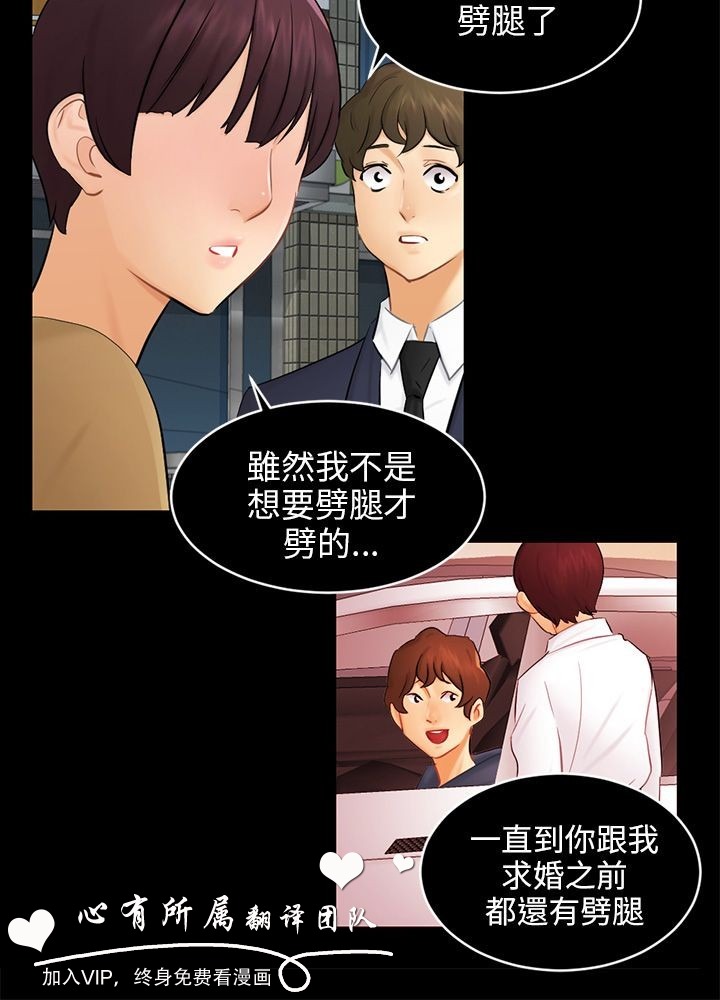 劈腿了
雖然我不是
想要劈腿才
劈的...
一直到你跟我
求婚之前
都還有劈腿
心有所属翻译团队
加入VIP，终身免费看漫画